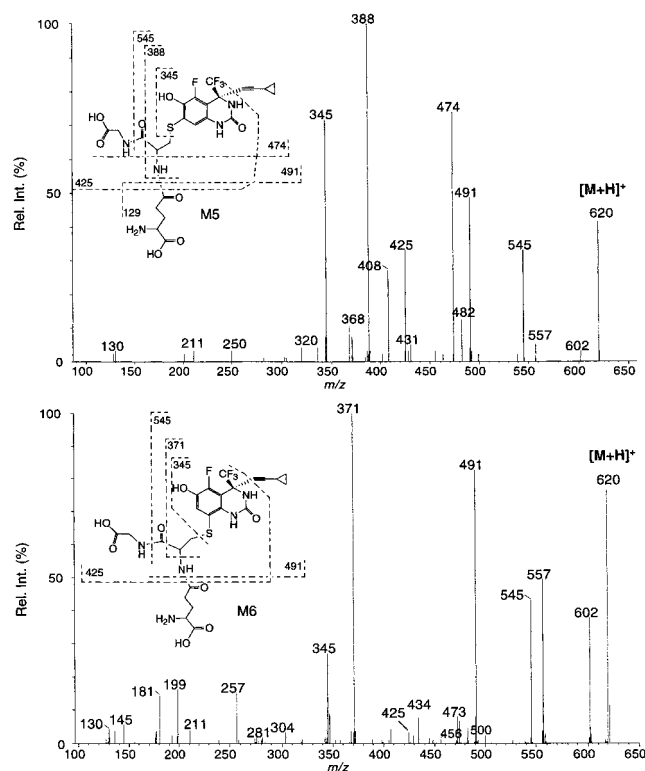 388
100
545
388
345
F
CF3
HO
NH
S
N
H
O
HO
O
O
N
H
NH
345
474
474
491
425
Rel. Int. (%)
50
129
O
M5
H2N
O
HO
491
[M+H]+
620
425
545
408
482
368
130
211
250
320
431
557
602
0
100 150 200 250 300 350 400 450 500 550 600 650
m/z
371
100
545
371
345
F
CF3
HO
NH
N
H
O
S
HO
O
O
N
H
NH
491
[M+H]+
620
425
491
Rel. Int. (%)
50
O
M6
H2N
O
HO
557
545
602
345
181
199
257
130
145
211
281
304
425
434
473
456
500
0
100 150 200 250 300 350 400 450 500 550 600 650
m/z